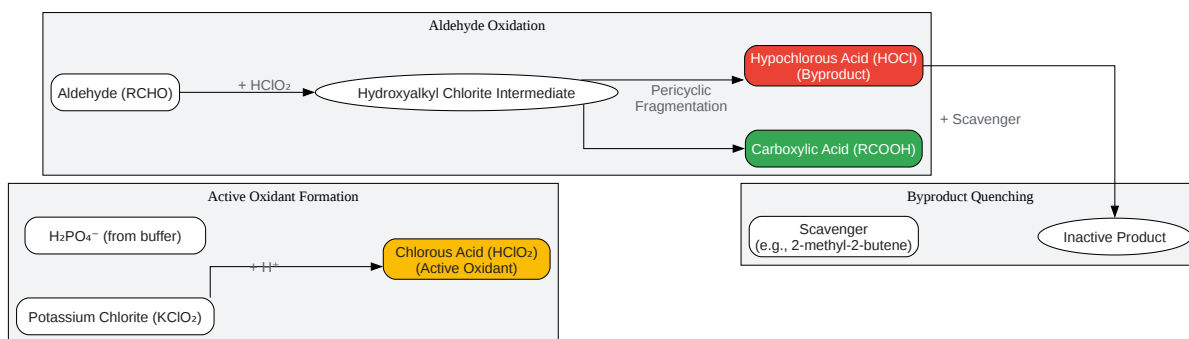 Aldehyde Oxidation
Aldehyde (RCHO)
+ HClO₂
Hydroxyalkyl Chlorite Intermediate
Pericyclic
Fragmentation
Hypochlorous Acid (HOCl)
(Byproduct)
Carboxylic Acid (RCOOH)
+ Scavenger
Active Oxidant Formation
H₂PO₄⁻ (from buffer)
Potassium Chlorite (KClO₂)
+ H⁺
Chlorous Acid (HClO₂)
(Active Oxidant)
Byproduct Quenching
Scavenger
(e.g., 2-methyl-2-butene)
Inactive Product